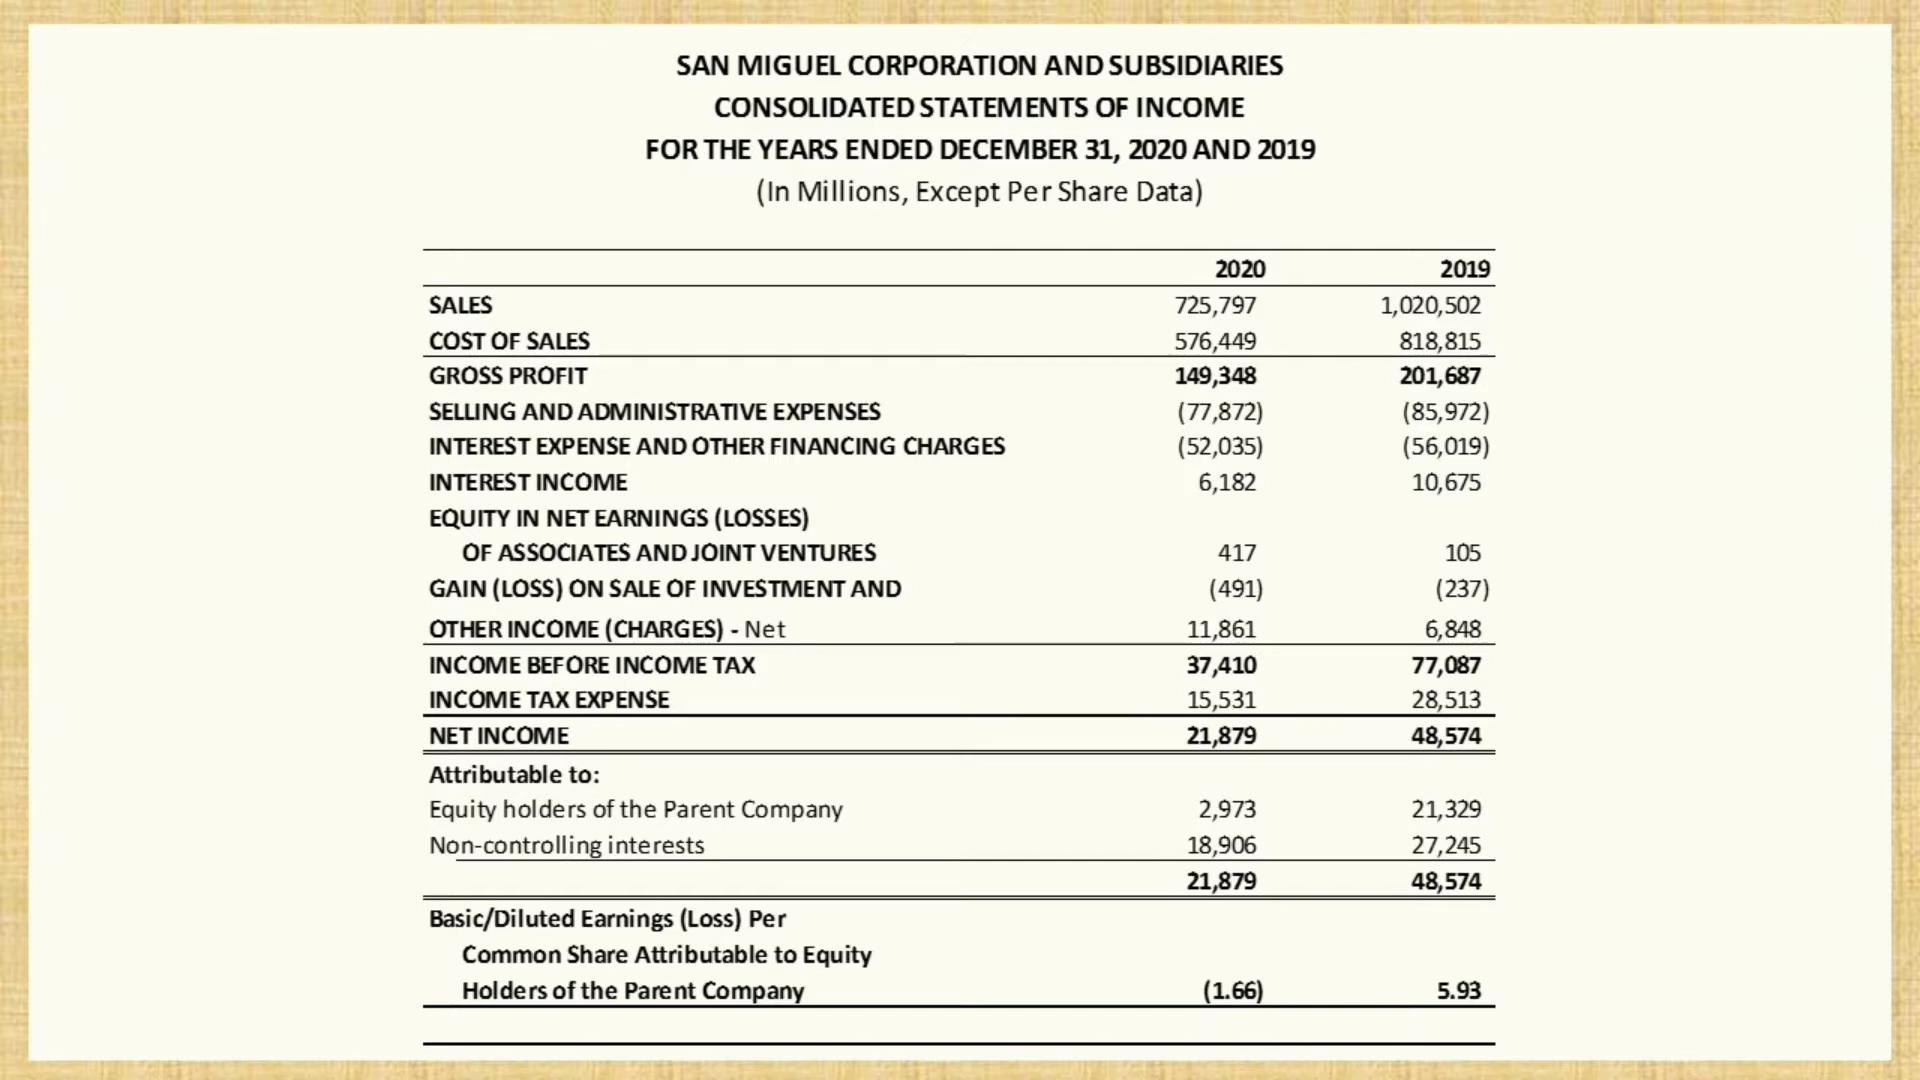 SAN MIGUEL CORPORATION AND SUBSIDIARIES
CONSOLIDATED STATEMENTS OF INCOME
FOR THE YEARS ENDED DECEMBER 31, 2020 AND 2019
(In Millions, Except Per Share Data)
2020 2019
SALES 725,797 1,020,502
COST OF SALES 576,449 818,815
GROSS PROFIT 149,348 201,687
SELLING AND ADMINISTRATIVE EXPENSES (77,872) (85,972)
INTEREST EXPENSE AND OTHER FINANCING CHARGES (52,035) (56,019)
INTEREST INCOME 6,182 10,675
EQUITY IN NET EARNINGS (LOSSES)
OF ASSOCIATES AND JOINT VENTURES 417 105
GAIN (LOSS) ON SALE OF INVESTMENT AND (491) (237)
OTHER INCOME (CHARGES) - Net 11,861 6,848
INCOME BEFORE INCOME TAX 37,410 77,087
INCOME TAX EXPENSE 15,531 28,513
NET INCOME 21,879 48,574
Attributable to:
Equity holders of the Parent Company 2,973 21,329
Non-controlling interests 18,906 27,245
21,879 48,574
Basic/Diluted Earnings (Loss) Per
Common Share Attributable to Equity
Holders of the Parent Company (1.66) 5.93